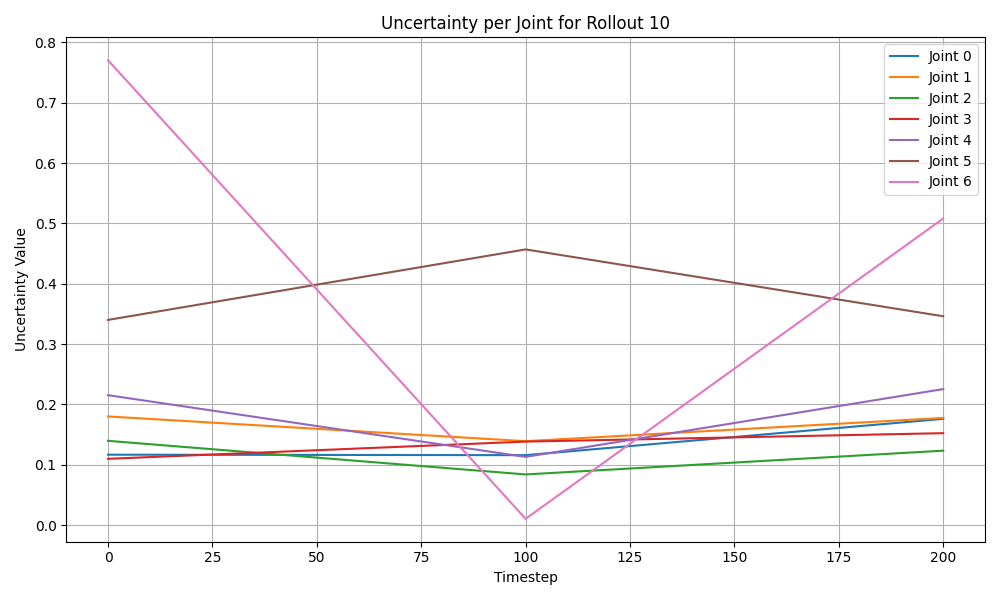 Uncertainty per Joint for Rollout 10
Uncertainty Value
0.8
0.7
0.6
0.5
0.4
0.3
0.2
0.1
0.0
Joint 0
Joint 1
Joint 2
Joint 3
Joint 4
Joint 5
Joint 6
0 25 50 75 100 125 150 175 200
Timestep